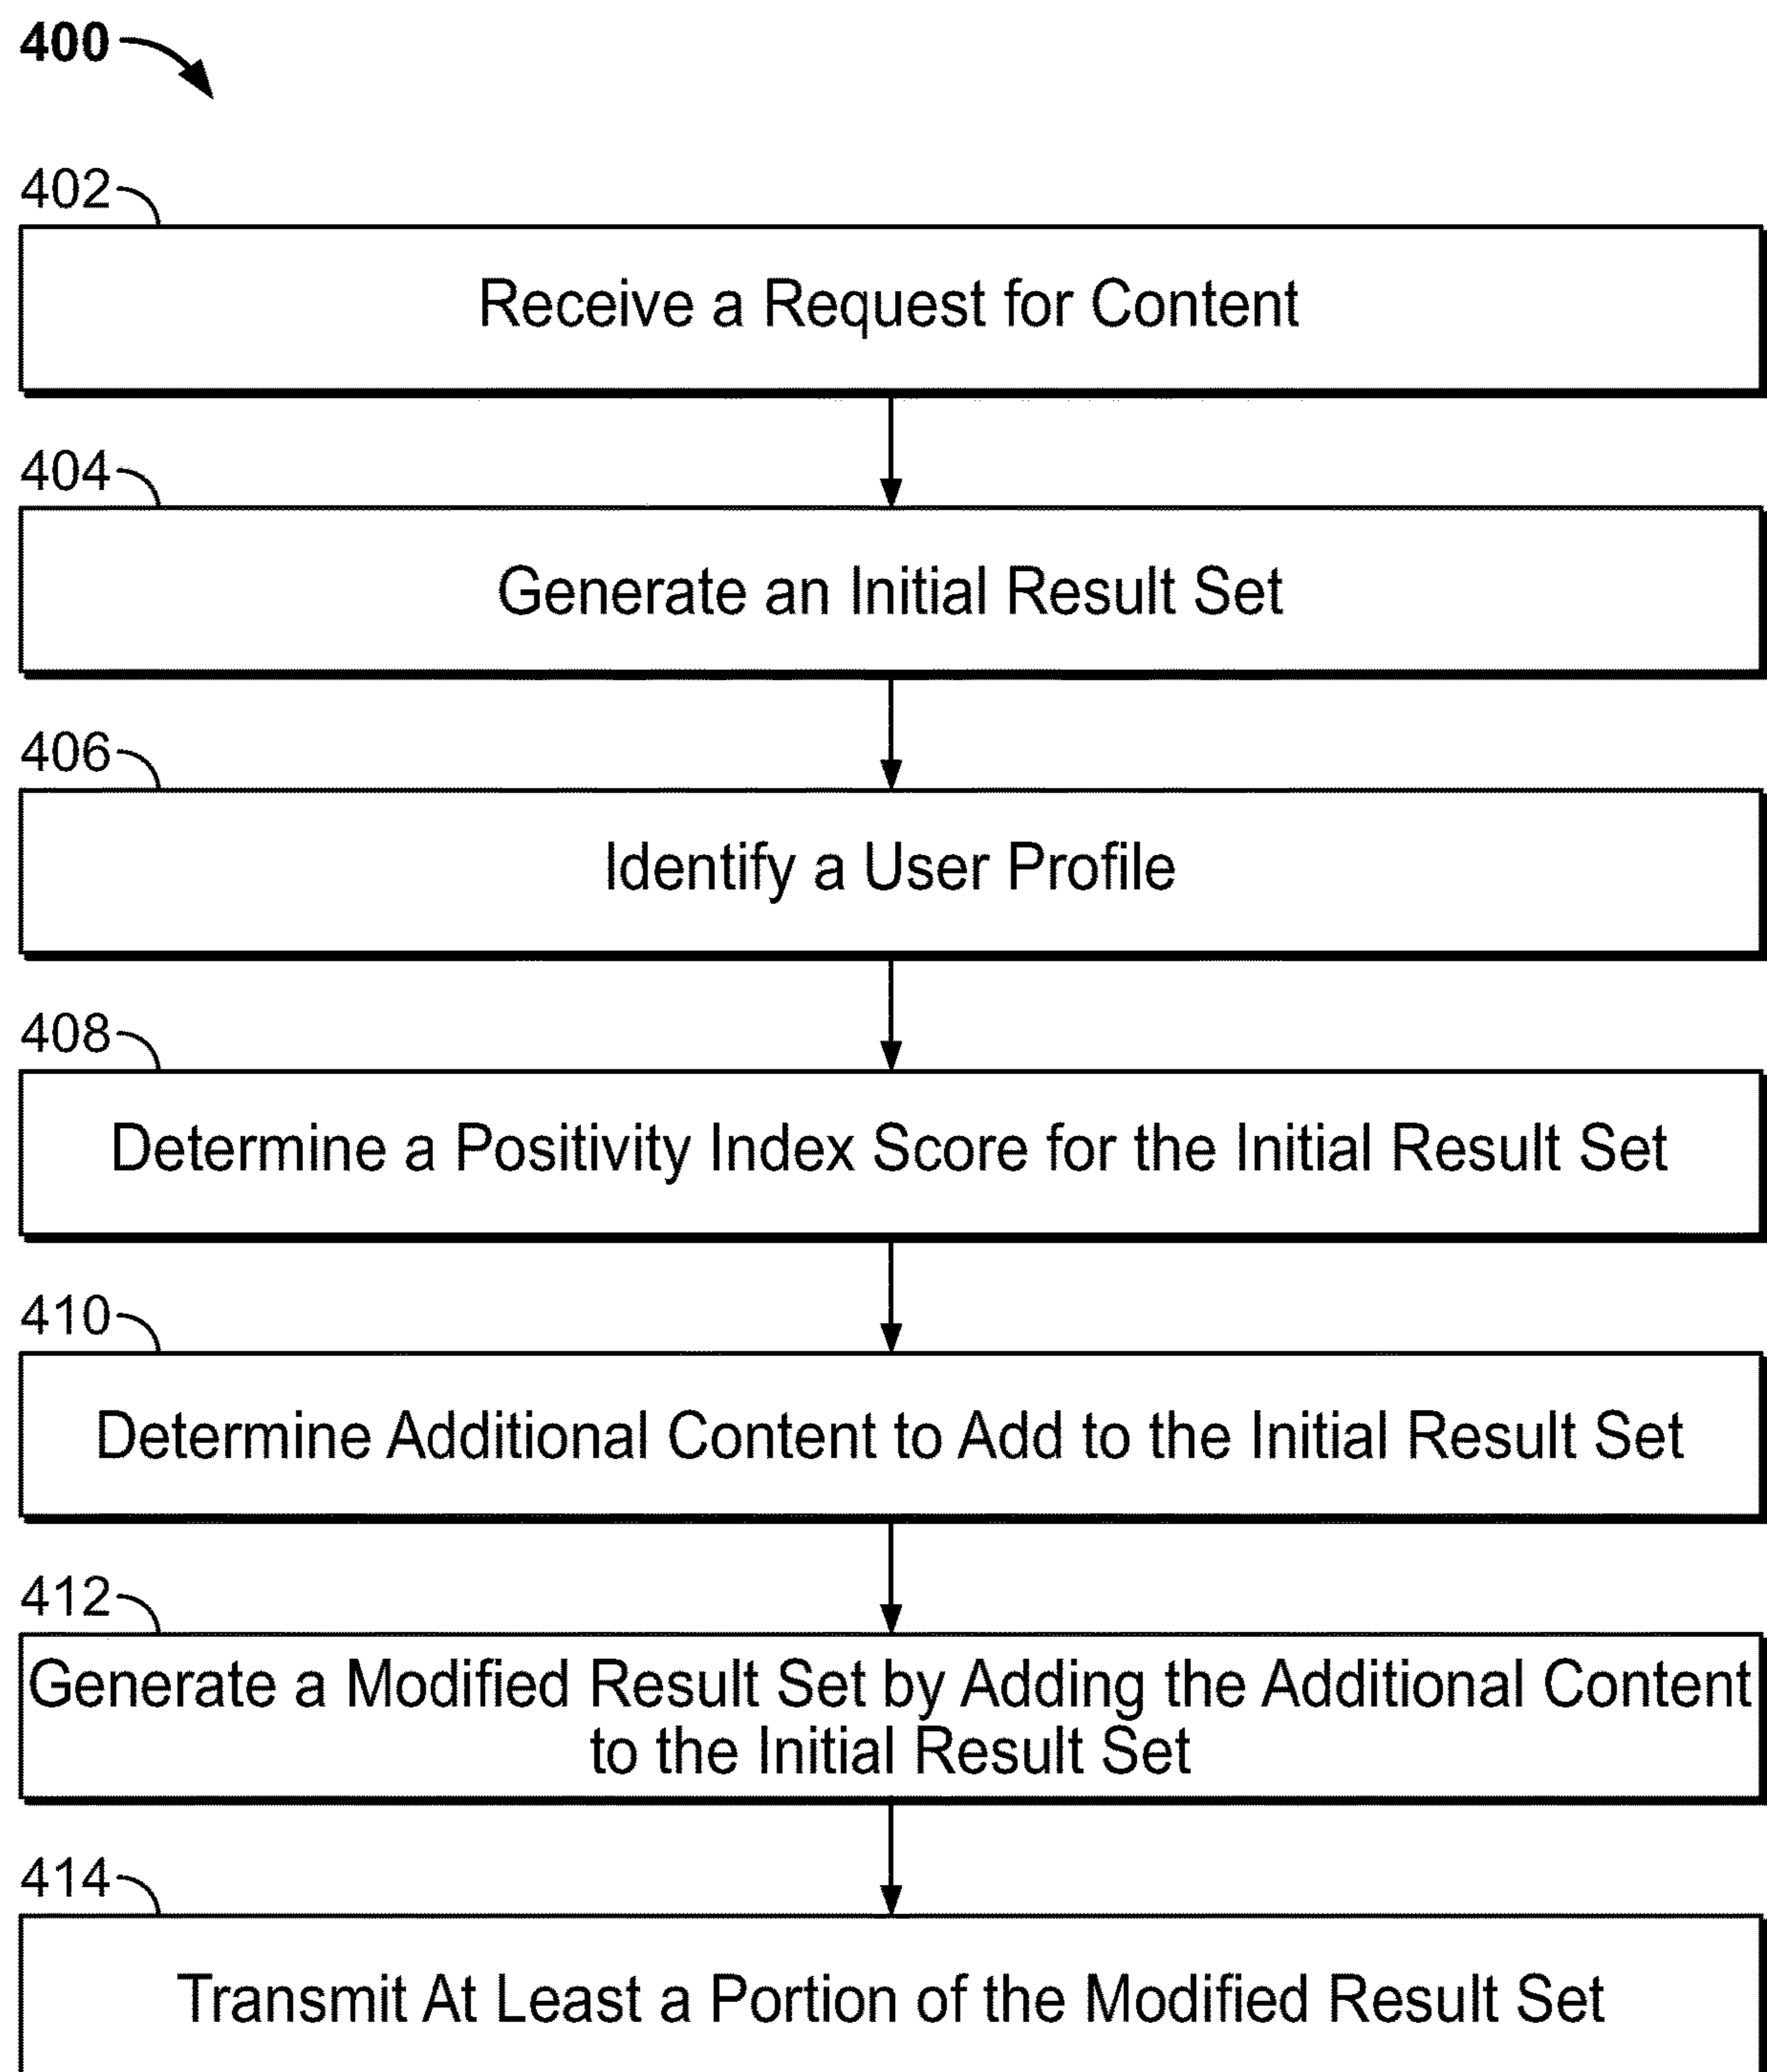 400
402
Receive a Request for Content
404
Generate an Initial Result Set
406
Identify a User Profile
408
Determine a Positivity Index Score for the Initial Result Set
410
Determine Additional Content to Add to the Initial Result Set
412
Generate a Modified Result Set by Adding the Additional Content
to the Initial Result Set
414
Transmit At Least a Portion of the Modified Result Set